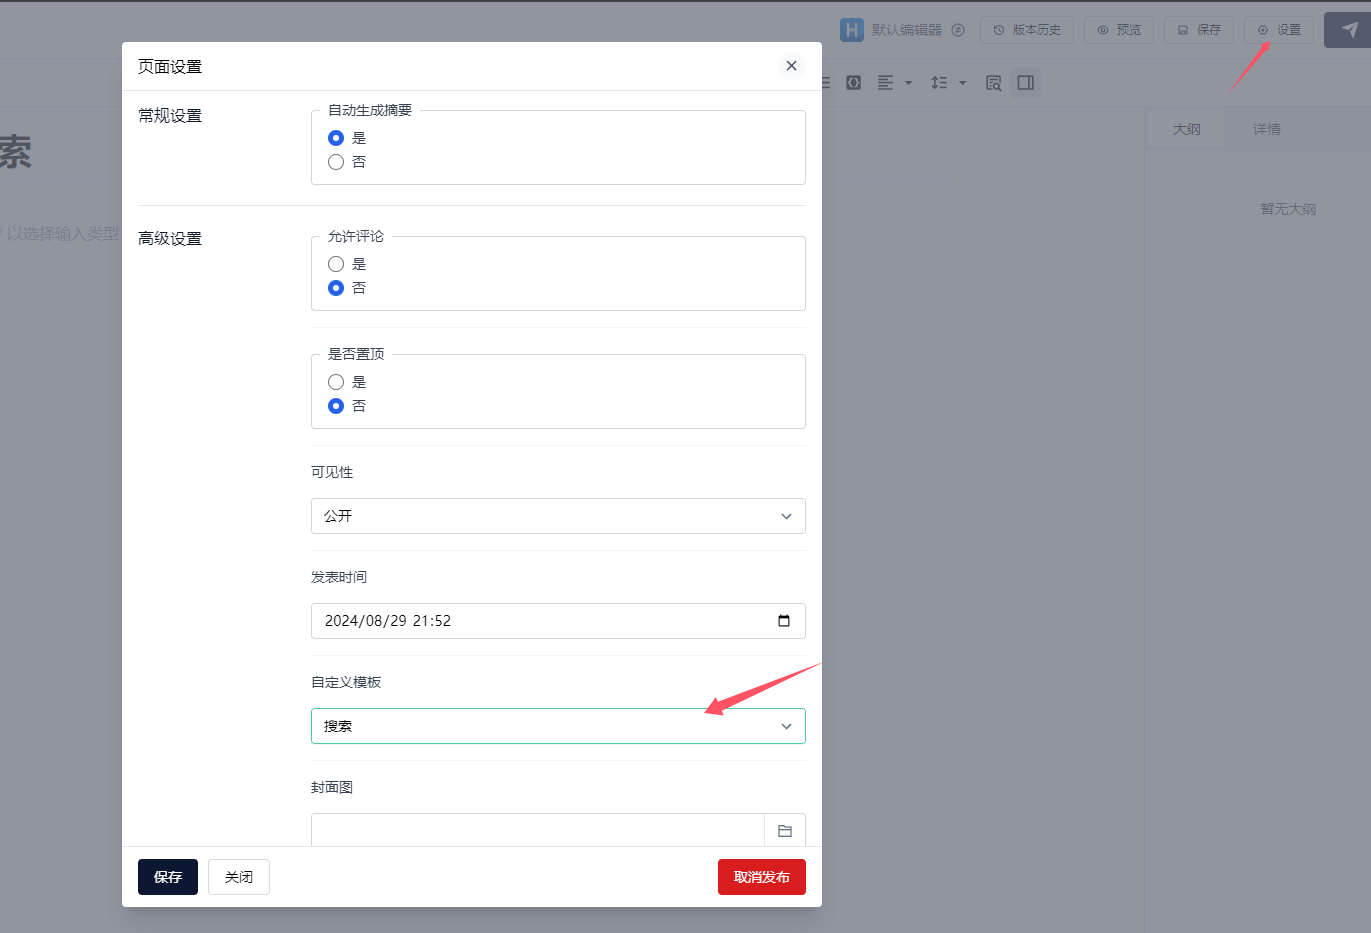 H 默认编辑器 版本历史 预览 保存 设置
页面设置
大纲 详情
常规设置
自动生成摘要
是
否
索
暂无大纲
/ 以选择输入类型
高级设置
允许评论
是
否
是否置顶
是
否
可见性
公开
发表时间
2024/08/29 21:52
自定义模板
搜索
封面图
保存 关闭 取消发布